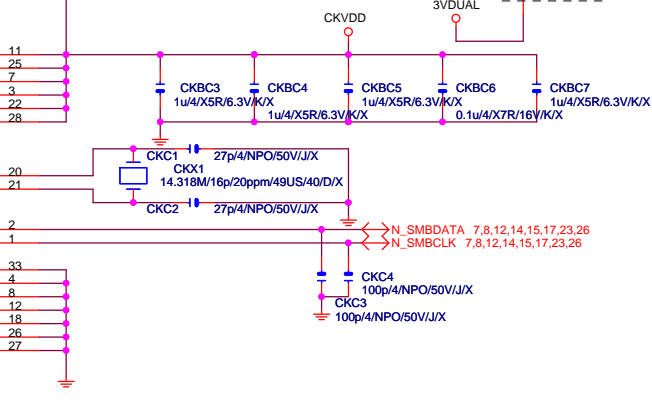 3VDUAL
CKVDD
11
25
7
3
22
28
CKBC3
1u/4/X5R/6.3V/K/X
CKBC4
1u/4/X5R/6.3V/K/X
CKBC5
1u/4/X5R/6.3V/K/X
CKBC6
0.1u/4/X7R/16V/K/X
CKBC7
1u/4/X5R/6.3V/K/X
CKC1
27p/4/NPO/50V/J/X
20
CKX1
14.318M/16p/20ppm/49US/40/D/X
21
CKC2
27p/4/NPO/50V/J/X
2
N_SMBDATA 7,8,12,14,15,17,23,26
1
N_SMBCLK 7,8,12,14,15,17,23,26
33
4
8
12
18
26
27
CKC4
100p/4/NPO/50V/J/X
CKC3
100p/4/NPO/50V/J/X